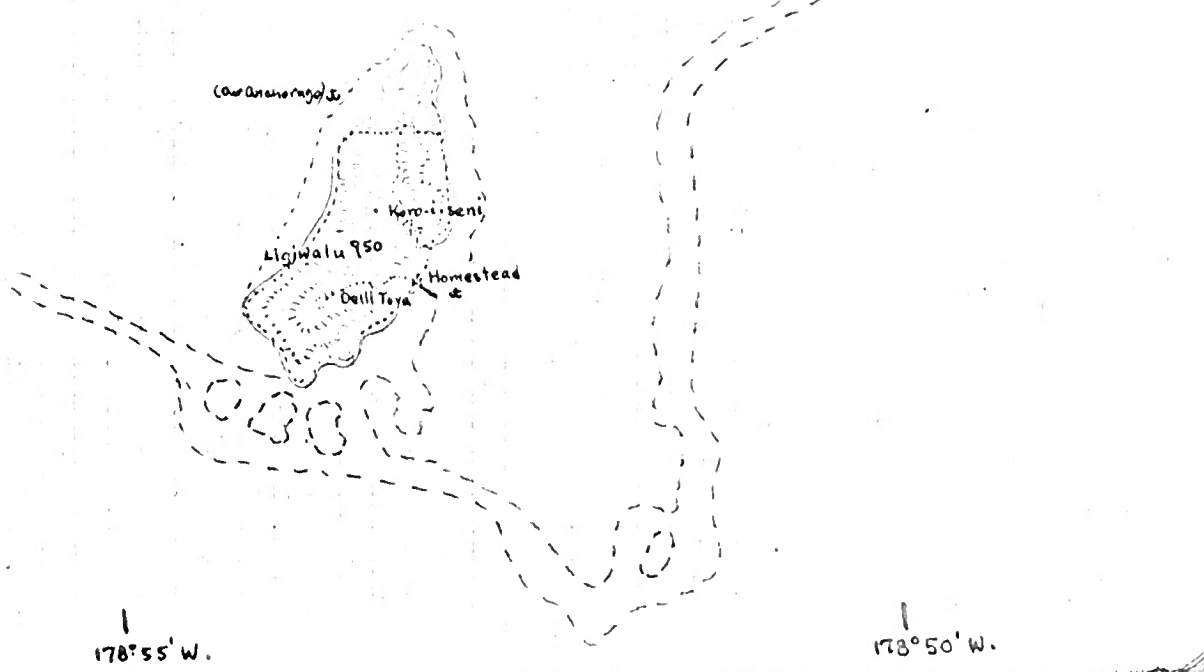 Koro-i-seni
Ligiwalu 950
Homestead
Delli Toya
178°55' W.
178°50' W.